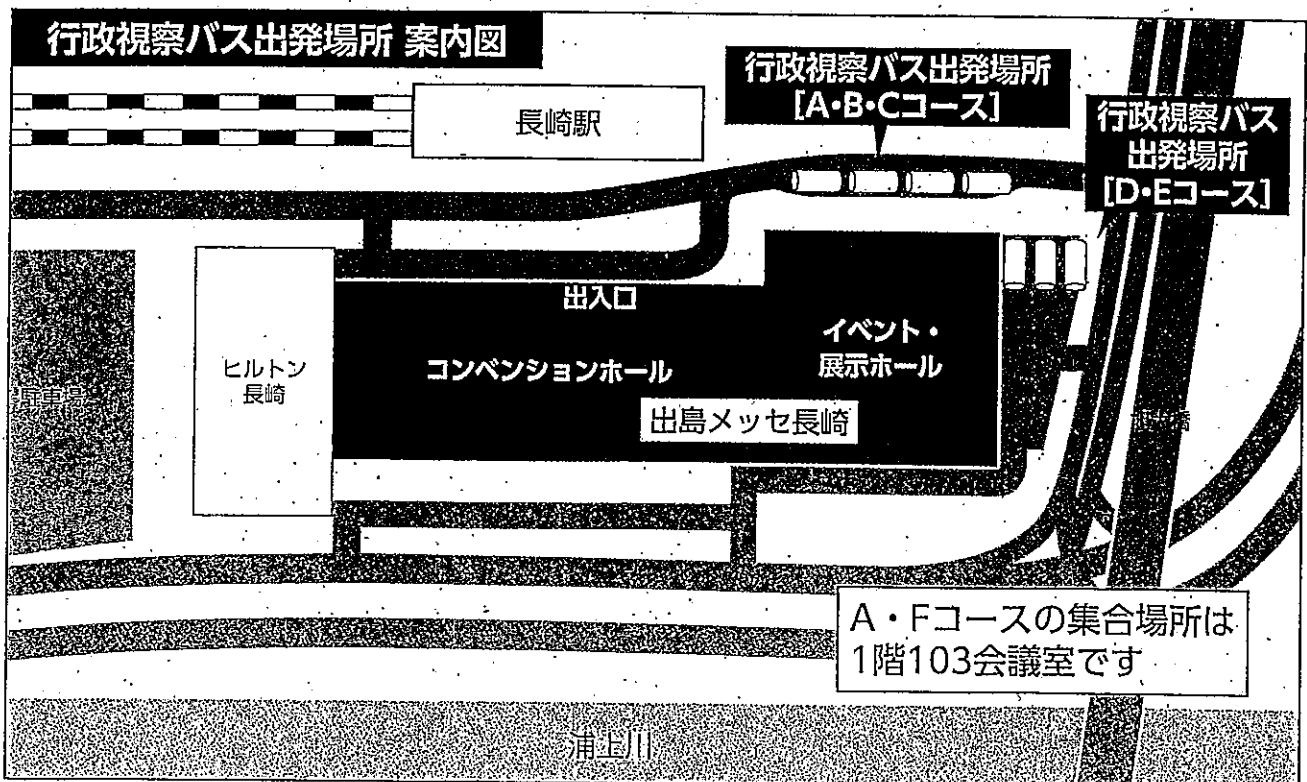 行政視察バス出発場所 案内図
行政視察バス出発場所
[A・B・Cコース]
行政視察バス
出発場所
[D・Eコース]
長崎駅
出入口
イベント・
展示ホール
コンベンションホール
ヒルトン
長崎
駐車場
出島メッセ長崎
A・Fコースの集合場所は
1階103会議室です
浦上川